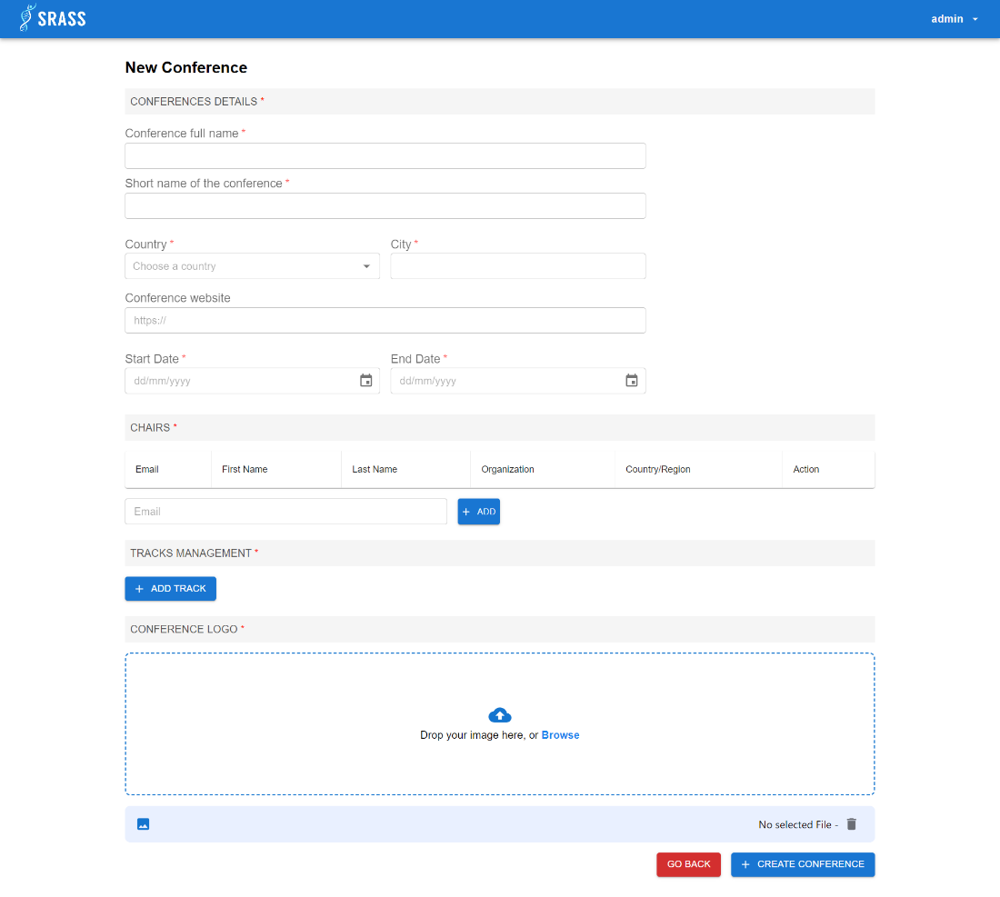 SRASS
admin
New Conference
CONFERENCES DETAILS *
Conference full name *
Short name of the conference *
Country * City *
Choose a country
Conference website
https://
Start Date * End Date *
dd/mm/yyyy dd/mm/yyyy
CHAIRS *
Email First Name Last Name Organization Country/Region Action
Email + ADD
TRACKS MANAGEMENT *
+ ADD TRACK
CONFERENCE LOGO *
Drop your image here, or Browse
No selected File -
GO BACK + CREATE CONFERENCE